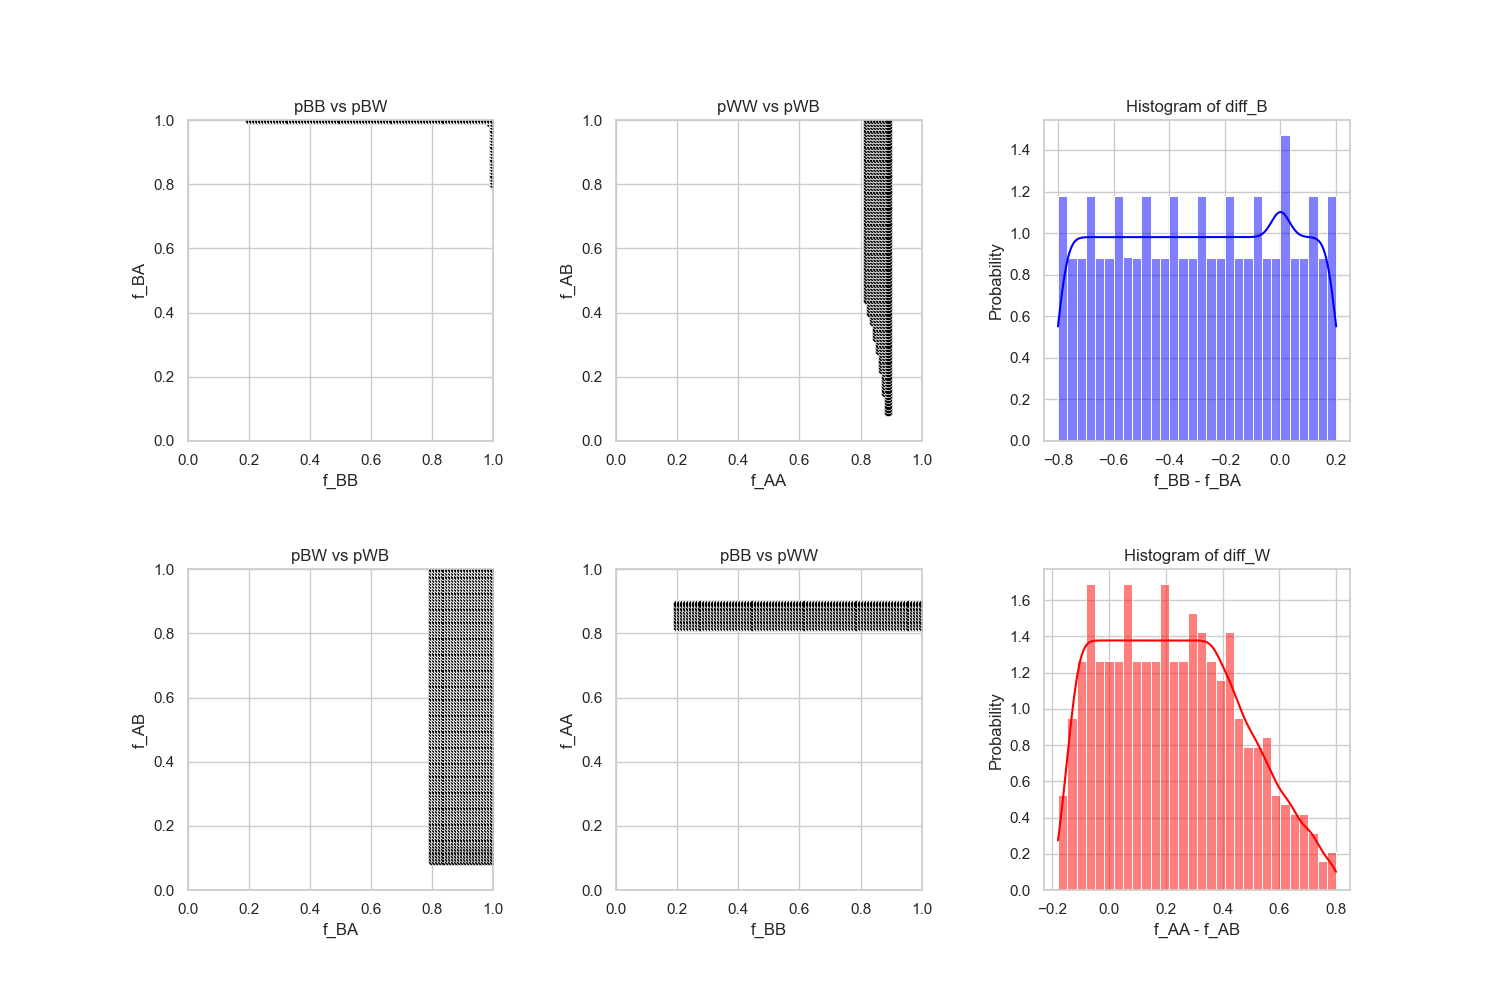 pBB vs pBW
1.0
0.8
0.6
0.4
0.2
0.0
f_BA
0.0 0.2 0.4 0.6 0.8 1.0
f_BB
pWW vs pWB
1.0
0.8
0.6
0.4
0.2
0.0
f_AB
0.0 0.2 0.4 0.6 0.8 1.0
f_AA
Histogram of diff_B
1.4
1.2
1.0
0.8
0.6
0.4
0.2
0.0
Probability
−0.8 −0.6 −0.4 −0.2 0.0 0.2
f_BB - f_BA
pBW vs pWB
1.0
0.8
0.6
0.4
0.2
0.0
f_AB
0.0 0.2 0.4 0.6 0.8 1.0
f_BA
pBB vs pWW
1.0
0.8
0.6
0.4
0.2
0.0
f_AA
0.0 0.2 0.4 0.6 0.8 1.0
f_BB
Histogram of diff_W
1.6
1.4
1.2
1.0
0.8
0.6
0.4
0.2
0.0
Probability
−0.2 0.0 0.2 0.4 0.6 0.8
f_AA - f_AB